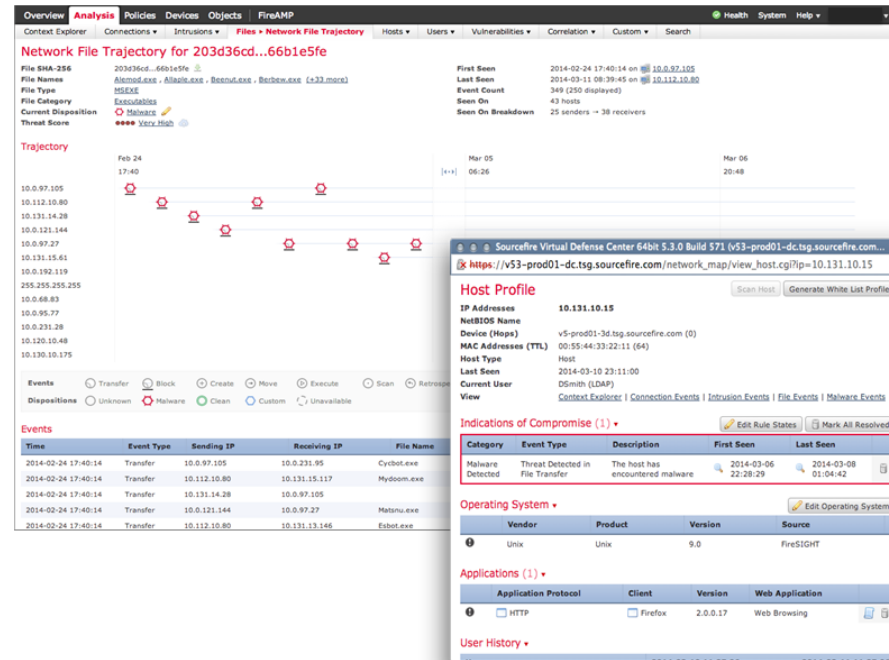 Overview Analysis Policies Devices Objects FireAMP Health System Help
Context Explorer Connections Intrusions Files Network File Trajectory Hosts Users Vulnerabilities Correlation Custom Search
Network File Trajectory for 203d36cd...66b1e5fe
File SHA-256 203d36cd...66b1e5fe
File Names Alemod.exe , Allaple.exe , Beenut.exe , Berbew.exe (+33 more)
File Type MSEXE
File Category Executables
Current Disposition Malware
Threat Score Very High
First Seen 2014-02-24 17:40:14 on 10.0.97.105
Last Seen 2014-03-11 08:39:45 on 10.112.10.80
Event Count 349 (250 displayed)
Seen On 43 hosts
Seen On Breakdown 25 senders → 38 receivers
Trajectory
Feb 24 Mar 05 Mar 06
17:40 06:26 20:48
10.0.97.105
10.112.10.80
10.131.14.28
10.0.121.144
10.0.97.27
10.131.15.61
10.0.192.119
255.255.255.255
10.0.68.83
10.0.95.77
10.0.231.28
10.120.10.48
10.130.10.175
Events Transfer Block Create Move Execute Scan Retrospe
Dispositions Unknown Malware Clean Custom Unavailable
Events
Time Event Type Sending IP Receiving IP File Name
2014-02-24 17:40:14 Transfer 10.0.97.105 10.0.231.95 Cycbot.exe
2014-02-24 17:40:14 Transfer 10.112.10.80 10.131.15.117 Mydoom.exe
2014-02-24 17:40:14 Transfer 10.131.14.28 10.0.97.105
2014-02-24 17:40:14 Transfer 10.0.121.144 10.0.97.27 Matsnu.exe
2014-02-24 17:40:14 Transfer 10.112.10.80 10.131.13.146 Esbot.exe
Sourcefire Virtual Defense Center 64bit 5.3.0 Build 571 (v53-prod01-dc.tsg.sourcefire.com...
https://v53-prod01-dc.tsg.sourcefire.com/network_map/view_host.cgi?ip=10.131.10.15
Host Profile Scan Host Generate White List Profile
IP Addresses 10.131.10.15
NetBIOS Name
Device (Hops) v5-prod01-3d.tsg.sourcefire.com (0)
MAC Addresses (TTL) 00:55:44:33:22:11 (64)
Host Type Host
Last Seen 2014-03-10 23:11:00
Current User DSmith (LDAP)
View Context Explorer | Connection Events | Intrusion Events | File Events | Malware Events
Indications of Compromise (1) Edit Rule States Mark All Resolved
Category Event Type Description First Seen Last Seen
Malware Detected Threat Detected in File Transfer The host has encountered malware 2014-03-06 22:28:29 2014-03-08 01:04:42
Operating System Edit Operating System
Vendor Product Version Source
Unix Unix 9.0 FireSIGHT
Applications (1)
Application Protocol Client Version Web Application
HTTP Firefox 2.0.0.17 Web Browsing
User History